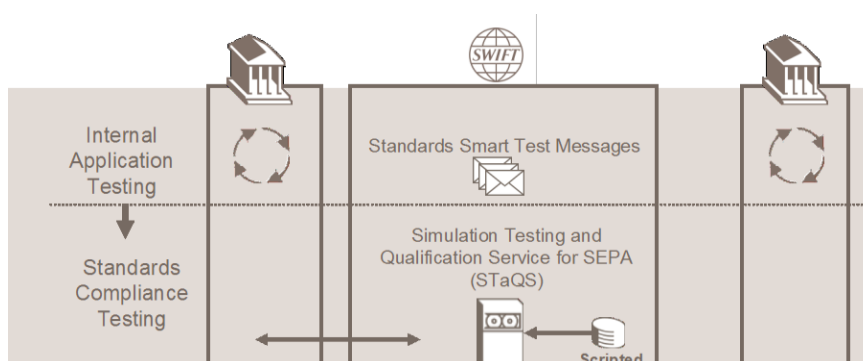 SWIFT
Internal
Application
Testing
Standards Smart Test Messages
Simulation Testing and
Qualification Service for SEPA
(STaQS)
Standards
Compliance
Testing
Scripted